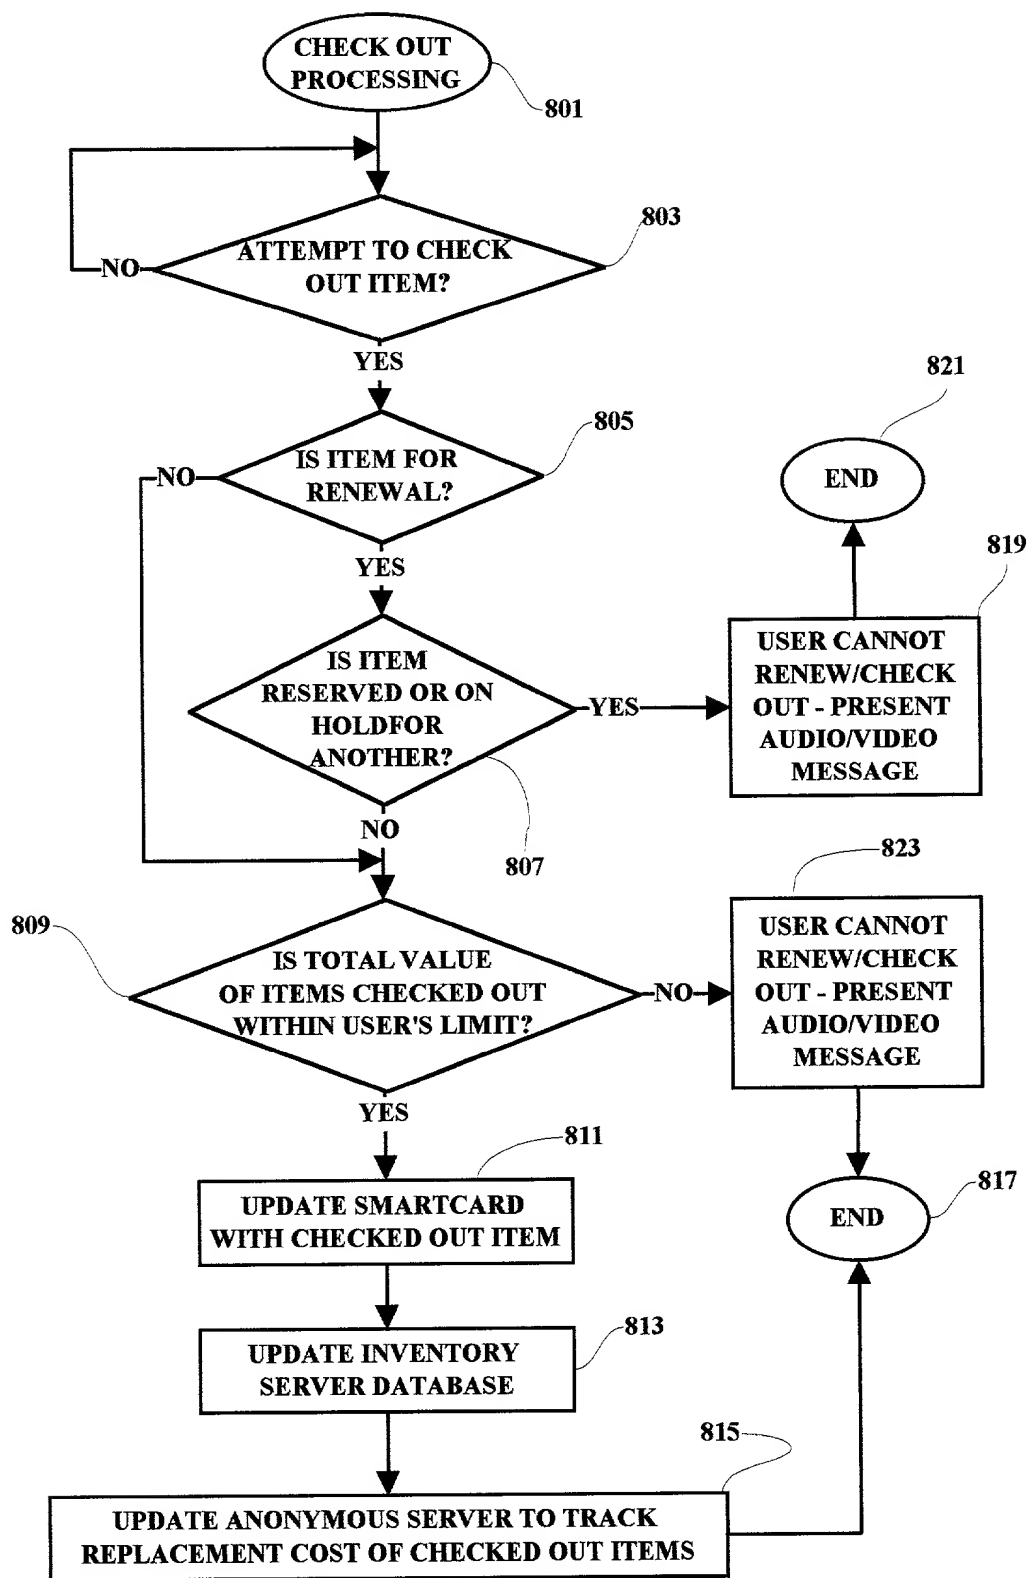 CHECK OUT
PROCESSING
801
803
ATTEMPT TO CHECK
OUT ITEM?
NO
YES
805
IS ITEM FOR
RENEWAL?
NO
YES
821
END
819
USER CANNOT
RENEW/CHECK
OUT - PRESENT
AUDIO/VIDEO
MESSAGE
IS ITEM
RESERVED OR ON
HOLDFOR
ANOTHER?
YES
NO
807
823
809
IS TOTAL VALUE
OF ITEMS CHECKED OUT
WITHIN USER'S LIMIT?
NO
USER CANNOT
RENEW/CHECK
OUT - PRESENT
AUDIO/VIDEO
MESSAGE
YES
811
UPDATE SMARTCARD
WITH CHECKED OUT ITEM
817
END
813
UPDATE INVENTORY
SERVER DATABASE
815
UPDATE ANONYMOUS SERVER TO TRACK
REPLACEMENT COST OF CHECKED OUT ITEMS